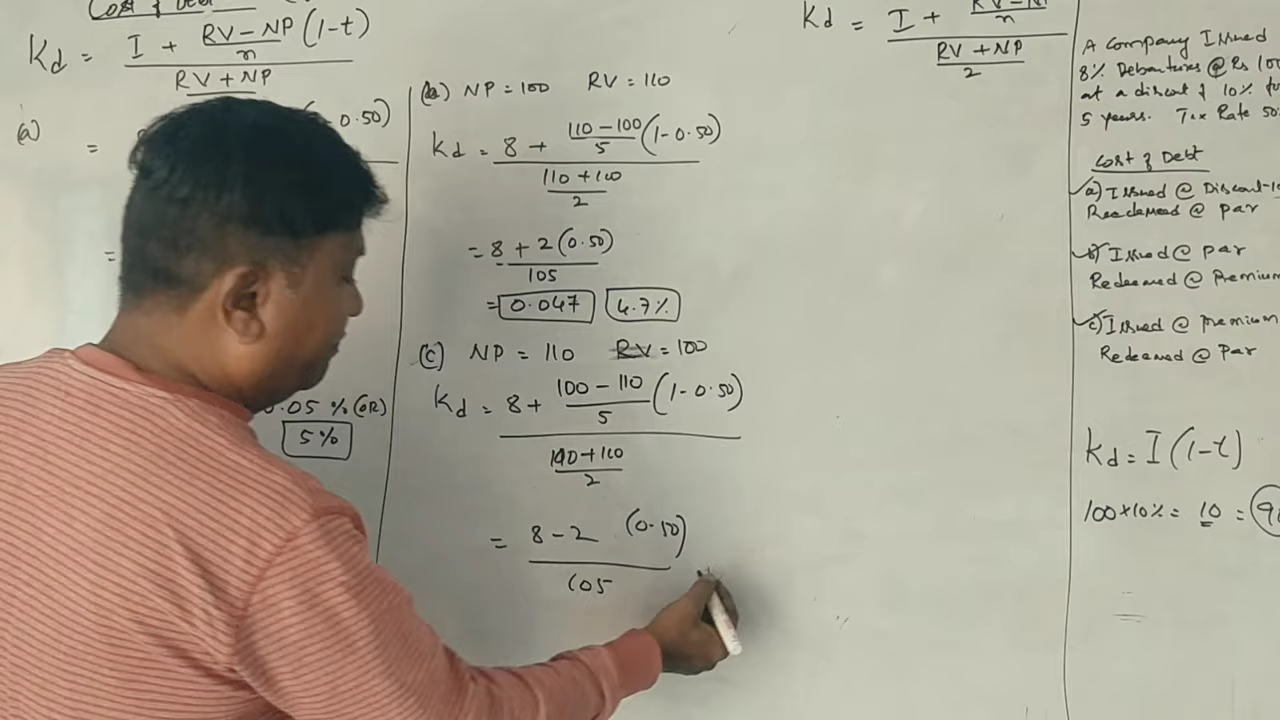 Cost of Debt
Kd = I + RV - NP/n (1-t)
RV + NP
(a) = 0.50)
=
0.05 % (OR)
5%
(b) NP = 100 RV = 110
Kd = 8 + 110 - 100/5 (1 - 0.50)
110 + 100/2
= 8 + 2 (0.50)
105
= 0.047 4.7%
(C) NP = 110 RV = 100
Kd = 8 + 100 - 110/5 (1 - 0.50)
100 + 110/2
= 8 - 2 (0.50)
105
Kd = I + RV - NP/n
RV + NP/2
A Company Issued
8% Debentures @ Rs 100
at a discount of 10% for
5 years. Tax Rate 50
Cost of Debt
a) Issued @ Discount-10
Reedemed @ par
b) Issued @ par
Redeemed @ Premium
c) Issued @ Premium
Redeemed @ Par
Kd = I (1-t)
100 x 10% = 10 =